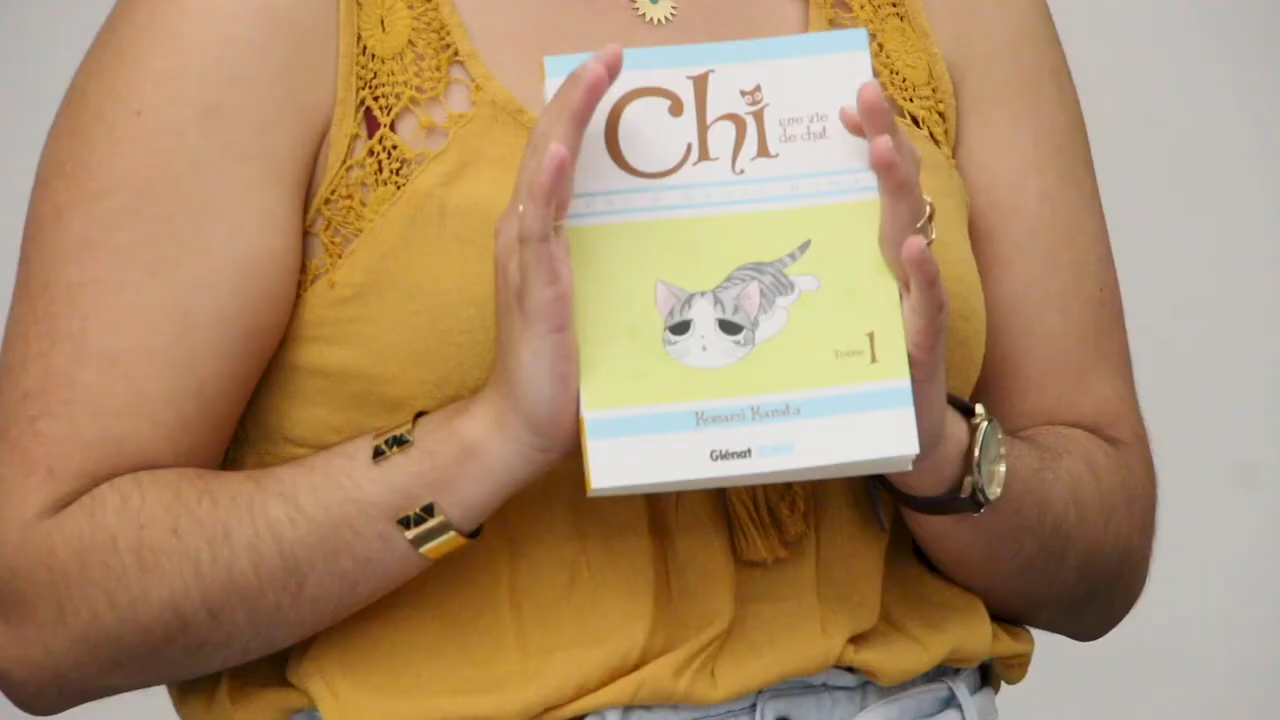 Chi
une vie
de chat
Tome 1
Konami Kanata
Glénat